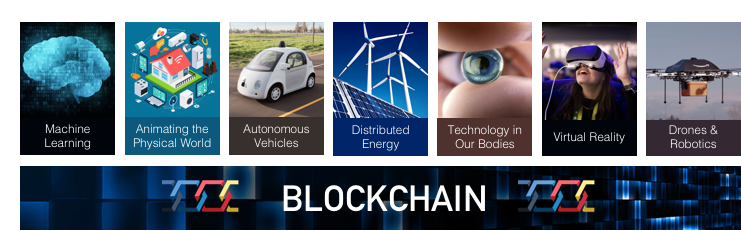 Machine
Learning
Animating the
Physical World
Autonomous
Vehicles
Distributed
Energy
Technology in
Our Bodies
Virtual Reality
Drones &
Robotics
BLOCKCHAIN